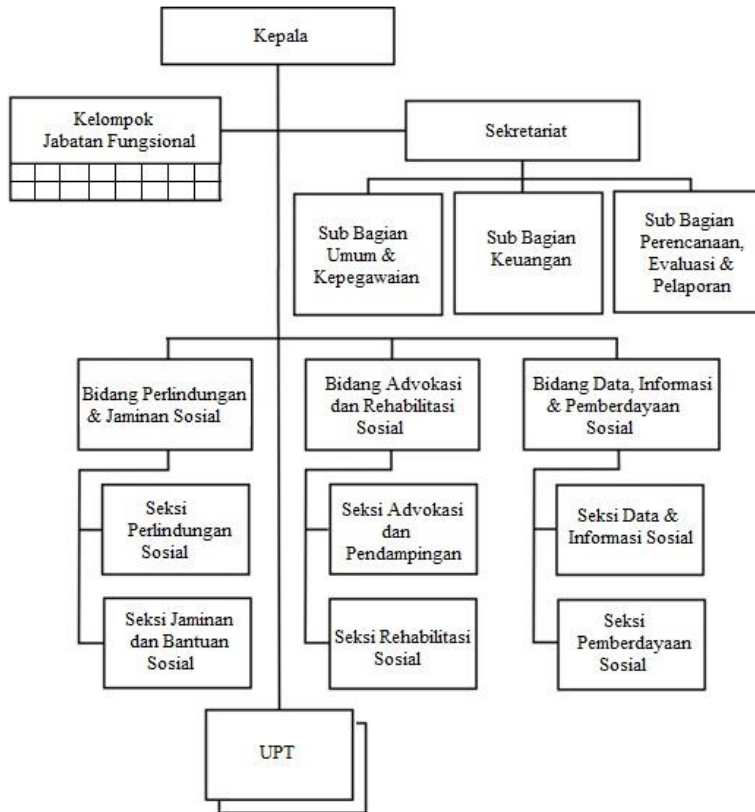 Kepala
Kelompok
Jabatan Fungsional
Sekretariat
Sub Bagian
Umum &
Kepegawaian
Sub Bagian
Keuangan
Sub Bagian
Perencanaan,
Evaluasi &
Pelaporan
Bidang Perlindungan
& Jaminan Sosial
Bidang Advokasi
dan Rehabilitasi
Sosial
Bidang Data, Informasi
& Pemberdayaan
Sosial
Seksi
Perlindungan
Sosial
Seksi Advokasi
dan
Pendampingan
Seksi Data &
Informasi Sosial
Seksi Jaminan
dan Bantuan
Sosial
Seksi Rehabilitasi
Sosial
Seksi
Pemberdayaan
Sosial
UPT